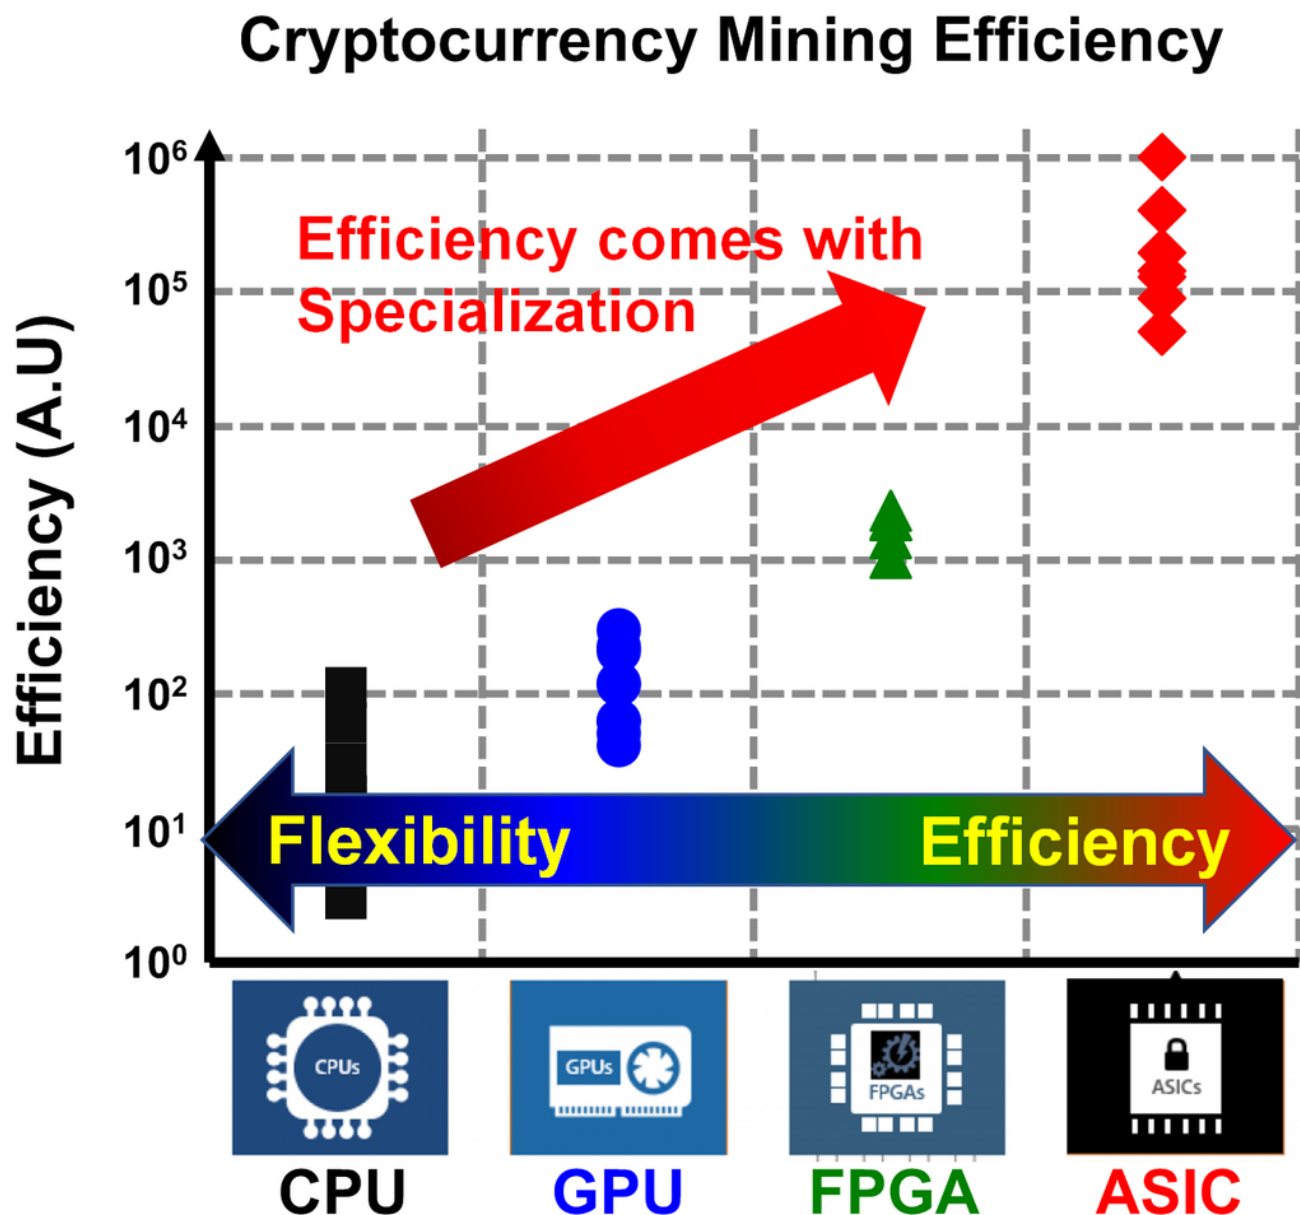 Cryptocurrency Mining Efficiency
Efficiency (A.U)
10⁶
10⁵
10⁴
10³
10²
10¹
10⁰
Efficiency comes with
Specialization
Flexibility
Efficiency
CPUs
GPUs
FPGAs
ASICs
CPU
GPU
FPGA
ASIC